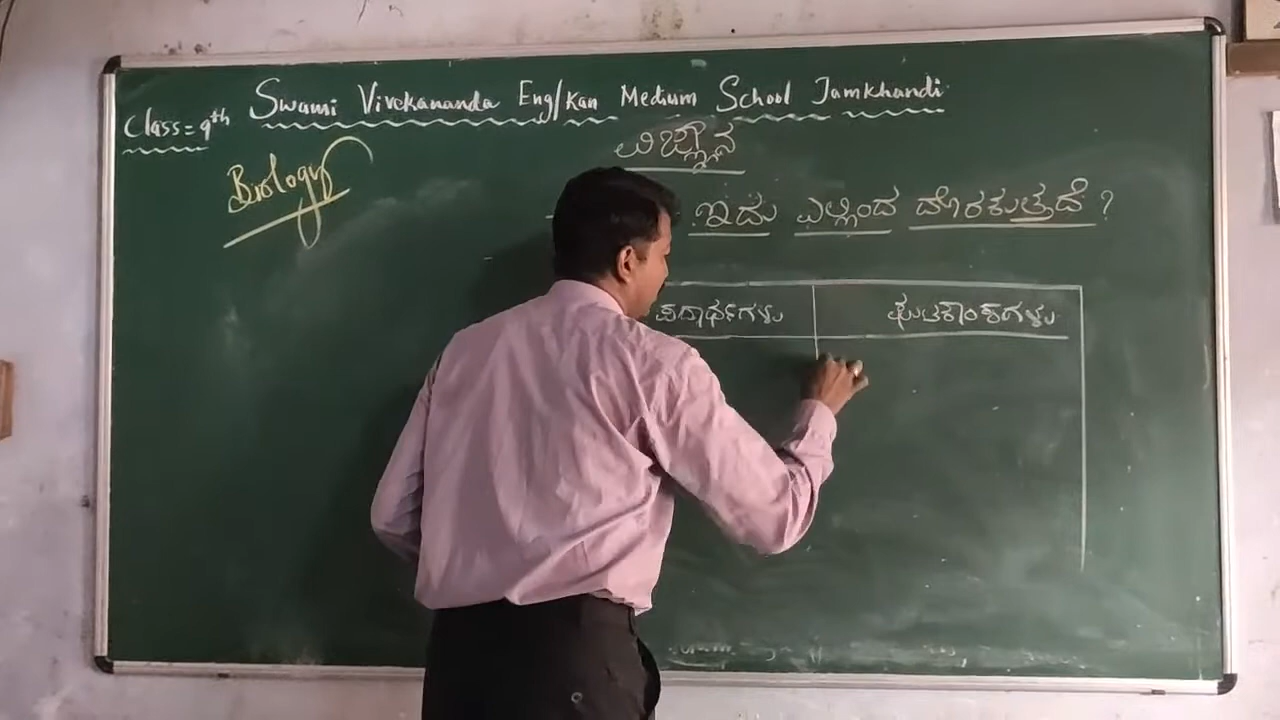 Swami Vivekananda Eng/Kan Medium School Jamkhandi
Class = 9th
ವಿಜ್ಞಾನ
Biology
ಇದು ಎಲ್ಲಿಂದ ದೊರಕುತ್ತದೆ ?
ಪದಾರ್ಥಗಳು ಘಟಕಾಂಶಗಳು